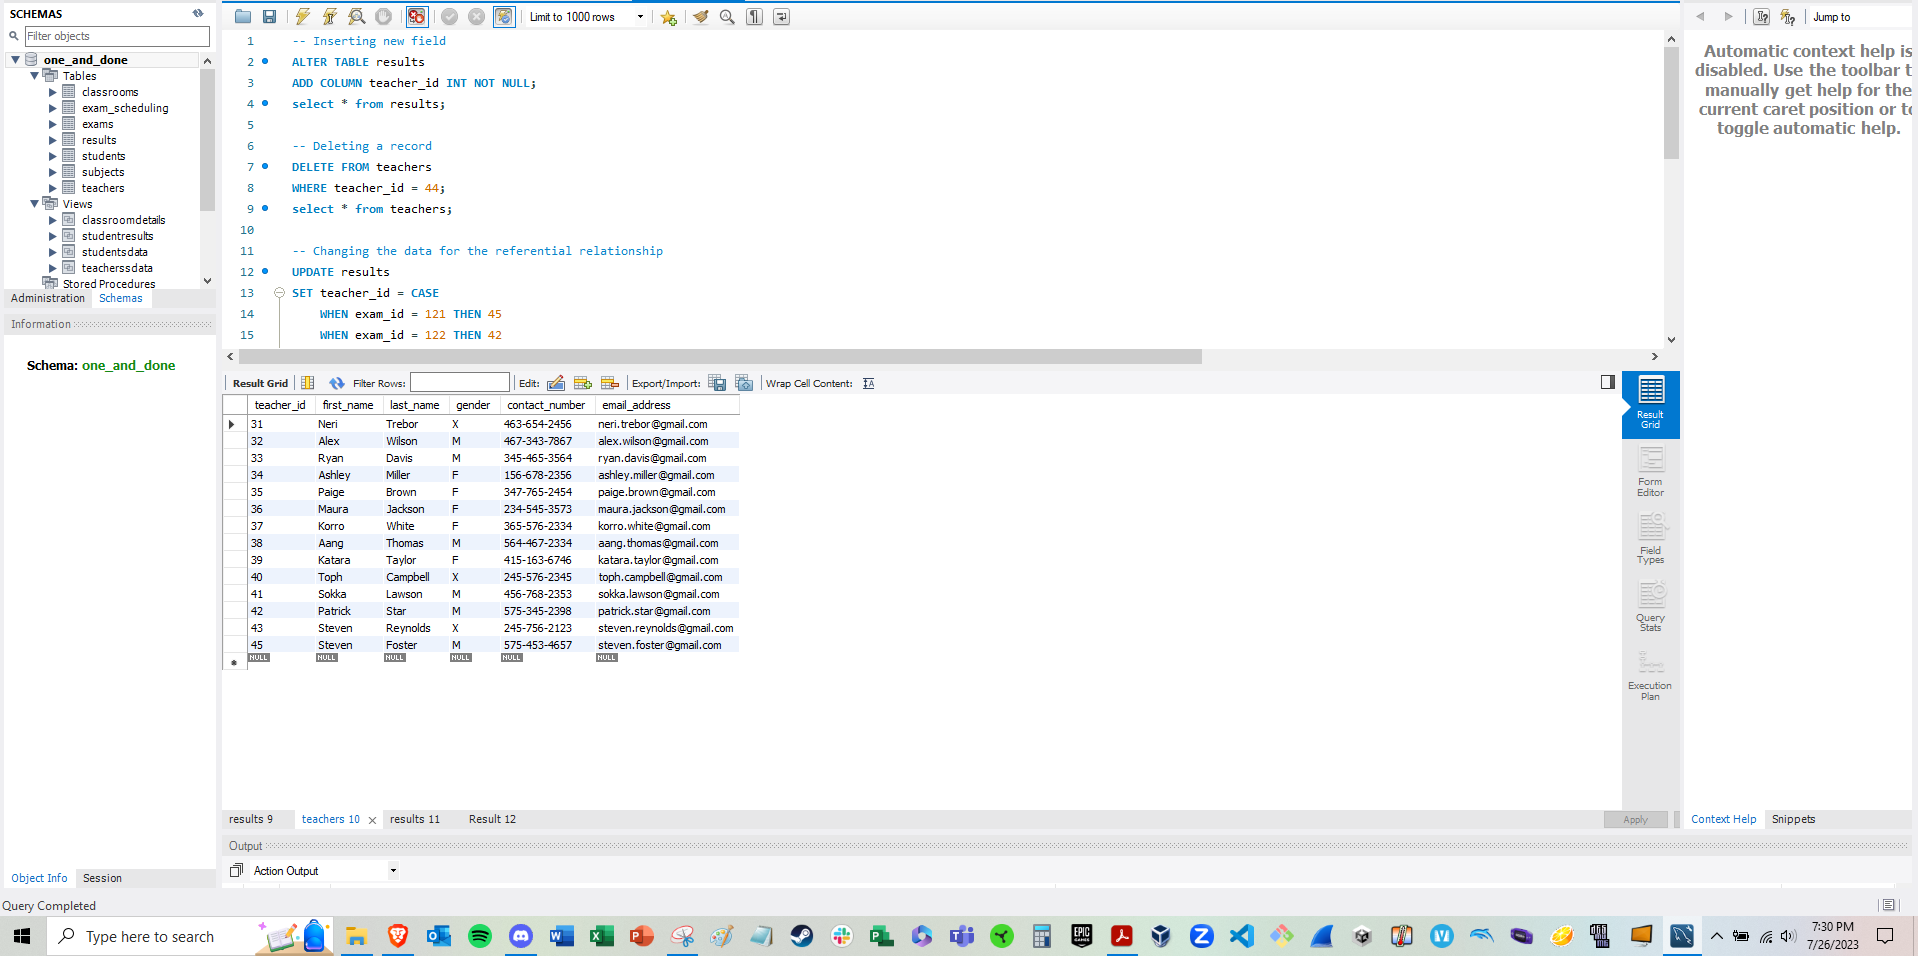 SCHEMAS
Filter objects
one_and_done
Tables
classrooms
exam_scheduling
exams
results
students
subjects
teachers
Views
classroomdetails
studentresults
studentsdata
teacherssdata
Stored Procedures
Administration Schemas
Information
Schema: one_and_done
Object Info Session
Query Completed
Limit to 1000 rows
1 -- Inserting new field
2 ALTER TABLE results
3 ADD COLUMN teacher_id INT NOT NULL;
4 select * from results;
5
6 -- Deleting a record
7 DELETE FROM teachers
8 WHERE teacher_id = 44;
9 select * from teachers;
10
11 -- Changing the data for the referential relationship
12 UPDATE results
13 SET teacher_id = CASE
14 WHEN exam_id = 121 THEN 45
15 WHEN exam_id = 122 THEN 42
Result Grid Filter Rows: Edit: Export/Import: Wrap Cell Content:
teacher_id first_name last_name gender contact_number email_address
31 Neri Trebor X 463-654-2456 neri.trebor@gmail.com
32 Alex Wilson M 467-343-7867 alex.wilson@gmail.com
33 Ryan Davis M 345-465-3564 ryan.davis@gmail.com
34 Ashley Miller F 156-678-2356 ashley.miller@gmail.com
35 Paige Brown F 347-765-2454 paige.brown@gmail.com
36 Maura Jackson F 234-545-3573 maura.jackson@gmail.com
37 Korro White F 365-576-2334 korro.white@gmail.com
38 Aang Thomas M 564-467-2334 aang.thomas@gmail.com
39 Katara Taylor F 415-163-6746 katara.taylor@gmail.com
40 Toph Campbell X 245-576-2345 toph.campbell@gmail.com
41 Sokka Lawson M 456-768-2353 sokka.lawson@gmail.com
42 Patrick Star M 575-345-2398 patrick.star@gmail.com
43 Steven Reynolds X 245-756-2123 steven.reynolds@gmail.com
45 Steven Foster M 575-453-4657 steven.foster@gmail.com
NULL NULL NULL NULL NULL NULL
Result
Grid
Form
Editor
Field
Types
Query
Stats
Execution
Plan
results 9 teachers 10 results 11 Result 12
Apply
Output
Action Output
Jump to
Automatic context help is
disabled. Use the toolbar t
manually get help for the
current caret position or to
toggle automatic help.
Context Help Snippets
Type here to search
EPIC
GAMES
7:30 PM
7/26/2023